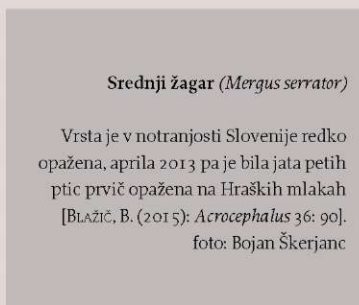 Srednji žagar (Mergus serrator)
Vrsta je v notranjosti Slovenije redko
opažena, aprila 2013 pa je bila jata petih
ptic prvič opažena na Hraških mlakah
[Blažič, B. (2015): Acrocephalus 36: 90].
foto: Bojan Škerjanc